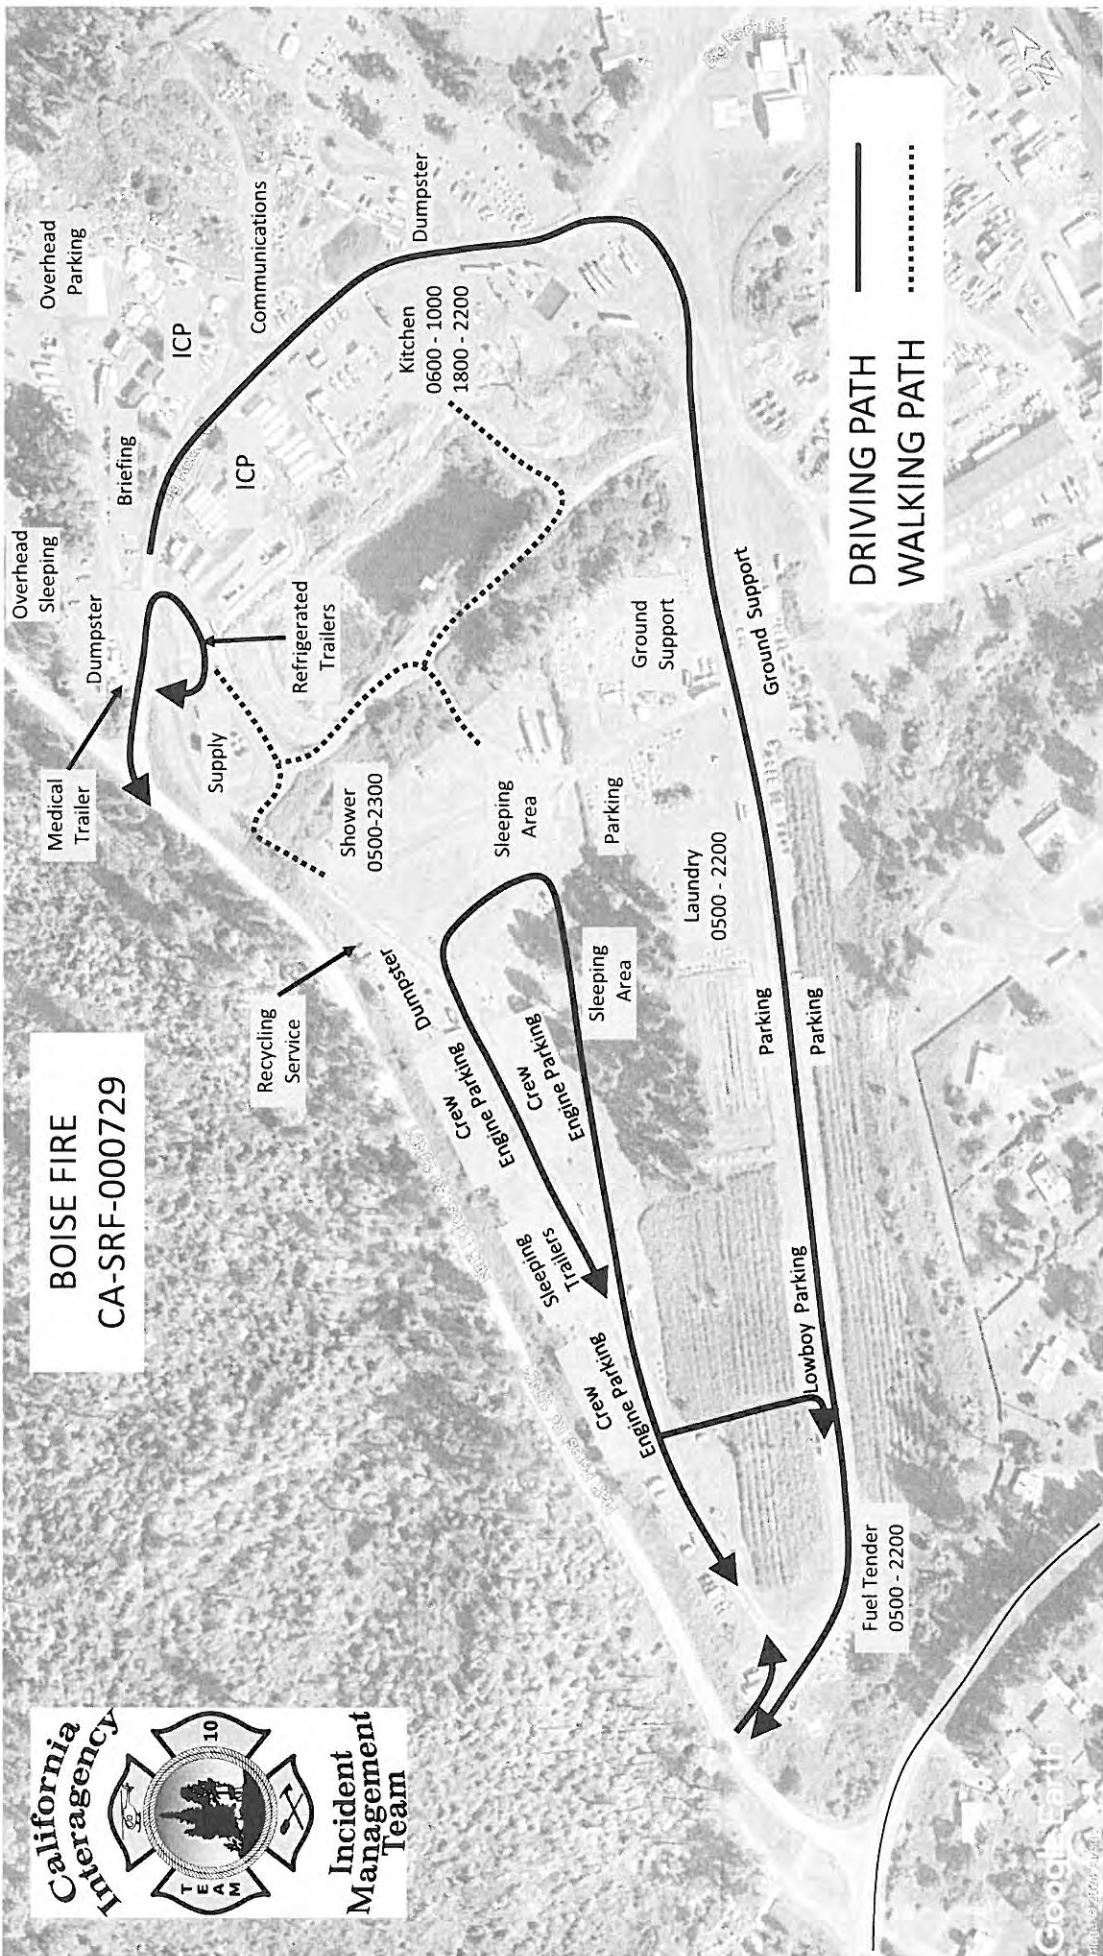 California
Interagency
TEAM
10
Incident
Management
Team
BOISE FIRE
CA-SRF-000729
Medical
Trailer
Dumpster
Overhead
Sleeping
Briefing
Overhead
Parking
ICP
ICP
Communications
Dumpster
Supply
Refrigerated
Trailers
Kitchen
0600 - 1000
1800 - 2200
Shower
0500-2300
Recycling
Service
Dumpster
Crew
Engine Parking
Crew
Engine Parking
Sleeping
Area
Sleeping
Area
Parking
Ground
Support
Ground Support
Laundry
0500 - 2200
Parking
Parking
Sleeping
Trailers
Crew
Engine Parking
Lowboy Parking
Fuel Tender
0500 - 2200
DRIVING PATH
WALKING PATH
N
Google Earth